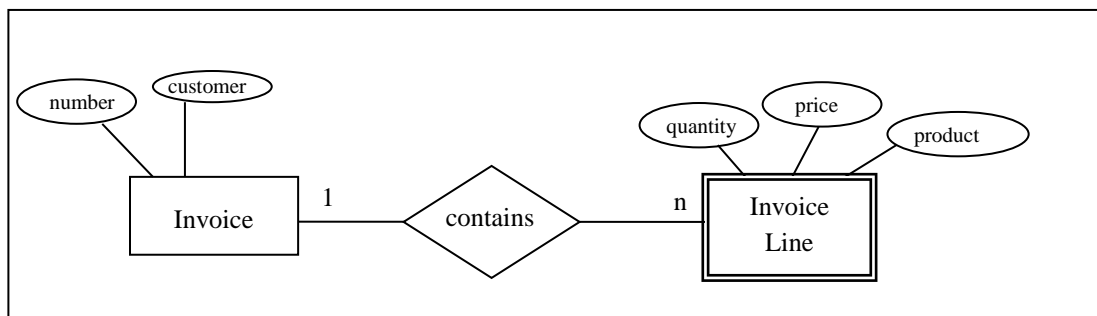 number
customer
quantity
price
product
Invoice
1
contains
n
Invoice
Line